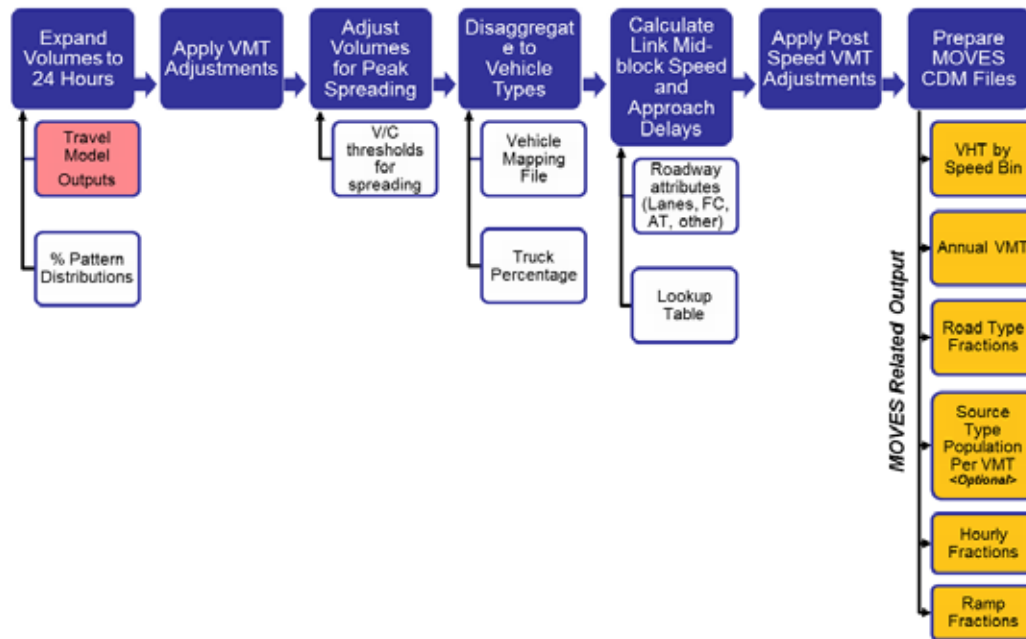 Expand
Volumes to
24 Hours
Apply VMT
Adjustments
Adjust
Volumes
for Peak
Spreading
Disaggregat
e to
Vehicle
Types
Calculate
Link Mid-
block Speed
and
Approach
Delays
Apply Post
Speed VMT
Adjustments
Prepare
MOVES
CDM Files
Travel
Model
Outputs
% Pattern
Distributions
V/C
thresholds
for
spreading
Vehicle
Mapping
File
Truck
Percentage
Roadway
attributes
(Lanes, FC,
AT, other)
Lookup
Table
MOVES Related Output
VHT by
Speed Bin
Annual VMT
Road Type
Fractions
Source
Type
Population
Per VMT
<Optional>
Hourly
Fractions
Ramp
Fractions